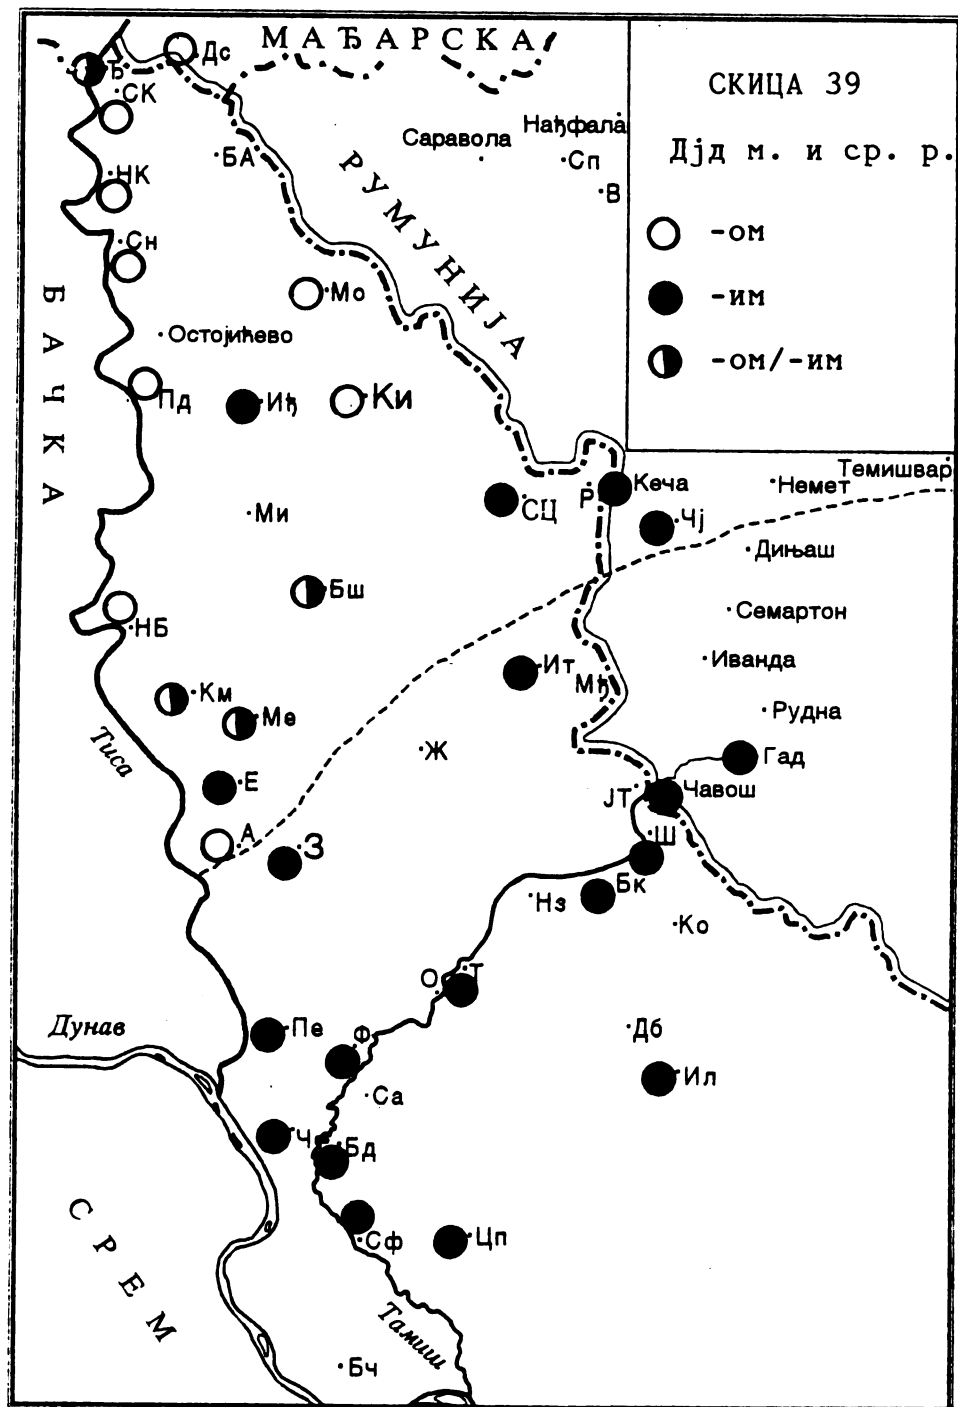 МАЂАРСКА
СКИЦА 39
Дјд м. и ср. р.
-ом
-им
-ом/-им
РУМУНИЈА
БАЧКА
СРЕМ
Ђ
Дс
СК
БА
НК
Сн
Мо
Саравола
Нађфала
Сп
В
Остојићево
Пд
Иђ
Ки
Ми
СЦ
Р
Кеча
Чј
Немет
Темишвар
Дињаш
Бш
Семартон
НБ
Иванда
Км
Ме
Ит
Мђ
Рудна
Тиса
Ж
Гад
Е
ЈТ
Чавош
А
З
Ш
Бк
Нз
Ко
О
Т
Дунав
Пе
Ф
Дб
Са
Ил
Ч
Бд
Сф
Цп
Тамиш
Бч